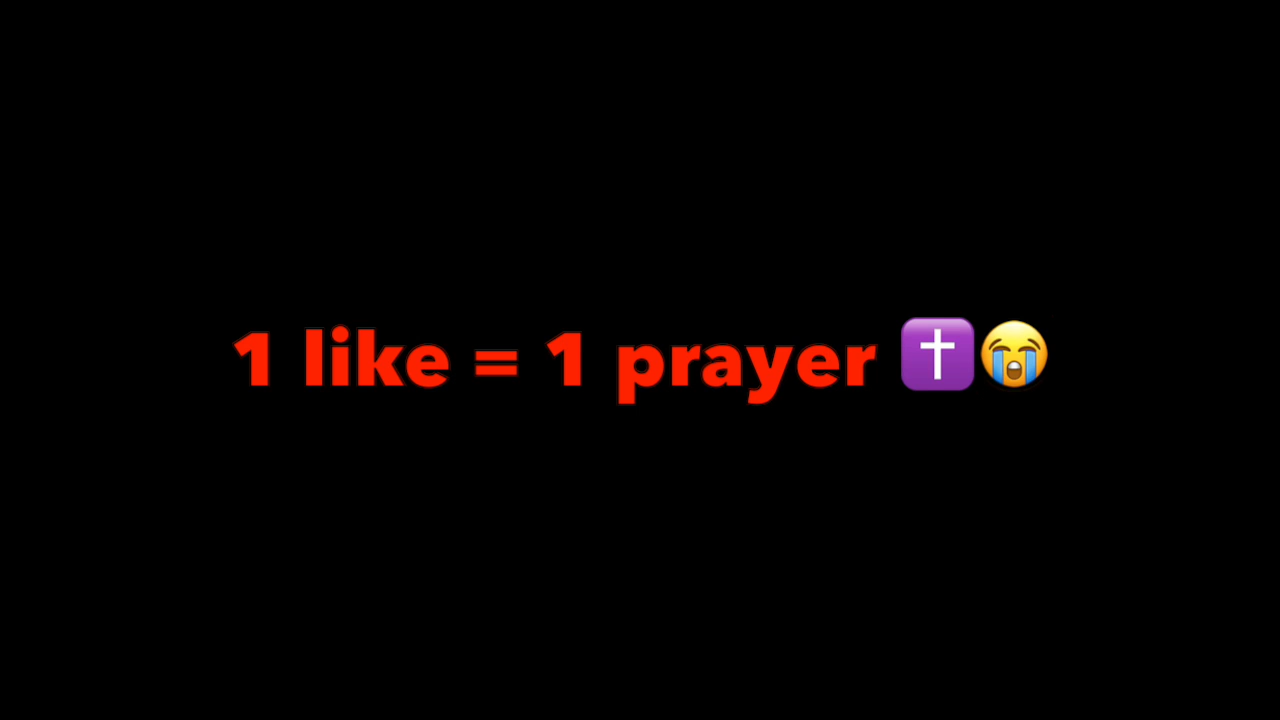 1 like = 1 prayer ✝️😭